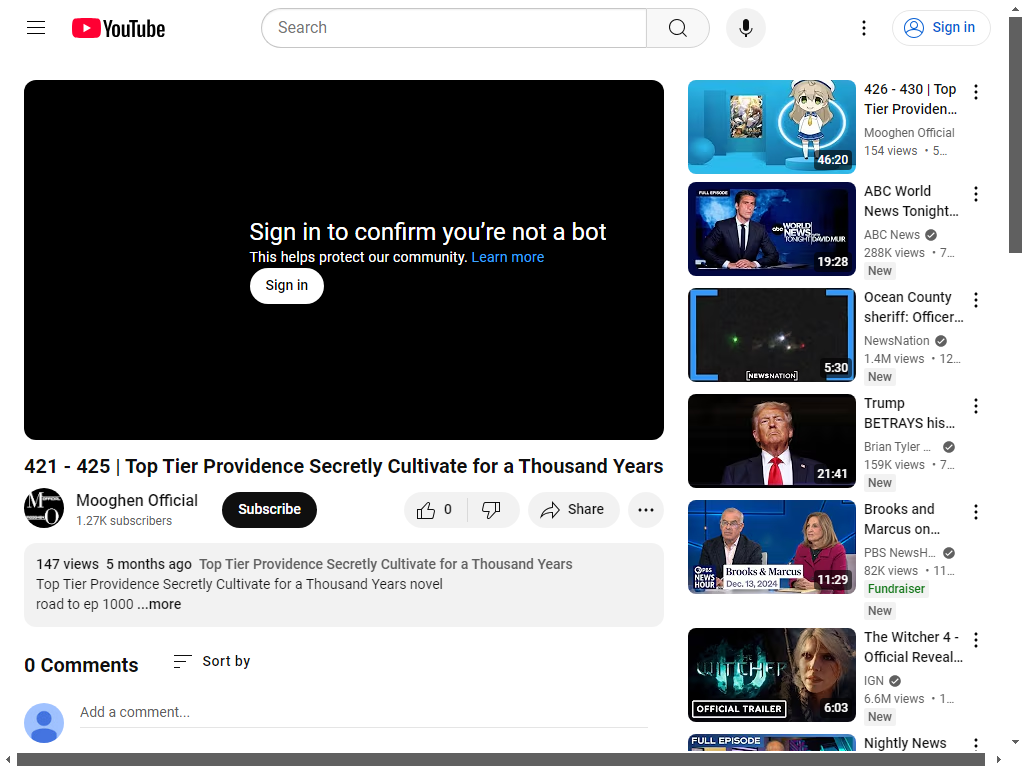 YouTube
Search
Sign in
Sign in to confirm you’re not a bot
This helps protect our community. Learn more
Sign in
421 - 425 | Top Tier Providence Secretly Cultivate for a Thousand Years
Mooghen Official
1.27K subscribers
Subscribe
0
Share
147 views 5 months ago Top Tier Providence Secretly Cultivate for a Thousand Years
Top Tier Providence Secretly Cultivate for a Thousand Years novel
road to ep 1000 ...more
0 Comments
Sort by
Add a comment...
46:20
426 - 430 | Top
Tier Providen...
Mooghen Official
154 views • 5...
FULL EPISODE
abc WORLD
NEWS
TONIGHT DAVID MUIR
19:28
ABC World
News Tonight...
ABC News
288K views • 7...
New
[NEWSNATION]
5:30
Ocean County
sheriff: Officer...
NewsNation
1.4M views • 12...
New
21:41
Trump
BETRAYS his...
Brian Tyler ...
159K views • 7...
New
PBS
NEWS
HOUR
Brooks & Marcus
Dec. 13, 2024
11:29
Brooks and
Marcus on...
PBS NewsH...
82K views • 11...
Fundraiser
New
THE
WITCHER
OFFICIAL TRAILER
6:03
The Witcher 4 -
Official Reveal...
IGN
6.6M views • 1...
New
FULL EPISODE
Nightly News